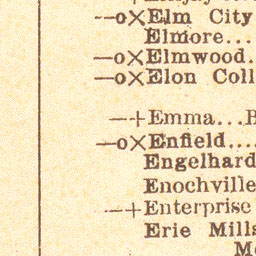 —o×Elm City
Elmore...
—o×Elmwood.
—o×Elon Coll
—+Emma...B
—o×Enfield....
Engelhard
Enochville
—+Enterprise
Erie Mills